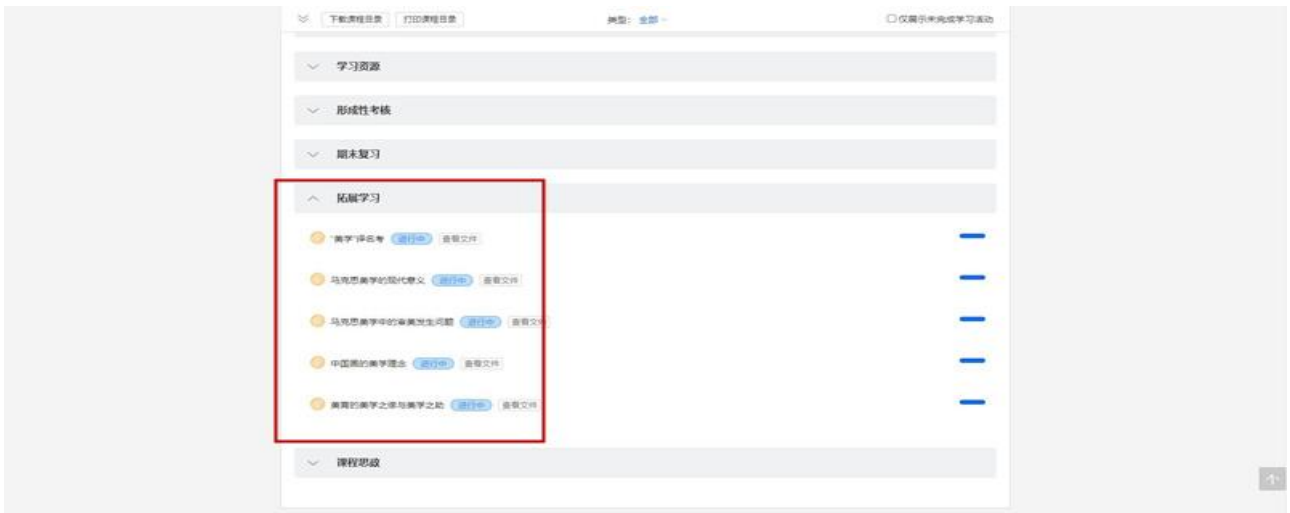 下载课程目录 打印课程目录 类型: 全部 仅展示未完成学习活动
学习资源
形成性考核
期末复习
拓展学习
"美学"译名考 进行中 查看文件
马克思美学的现代意义 进行中 查看文件
马克思美学中的审美发生问题 进行中 查看文件
中国画的美学理念 进行中 查看文件
美育的美学之缘与美学之助 进行中 查看文件
课程思政